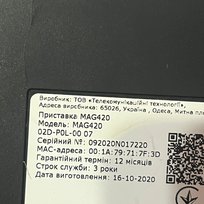 Виробник: ТОВ «Телекомунікаційні технології»,
Адреса виробника: 65026, Україна, Одеса, Митна пл
Приставка MAG420
Модель: MAG420
02D-P0L-00 07
Серійний №: 092020N017220
MAC-адреса: 00:1A:79:71:7F:3D
Гарантійний термін: 12 місяців
Строк служби: 3 роки
Дата виготовлення: 16-10-2020